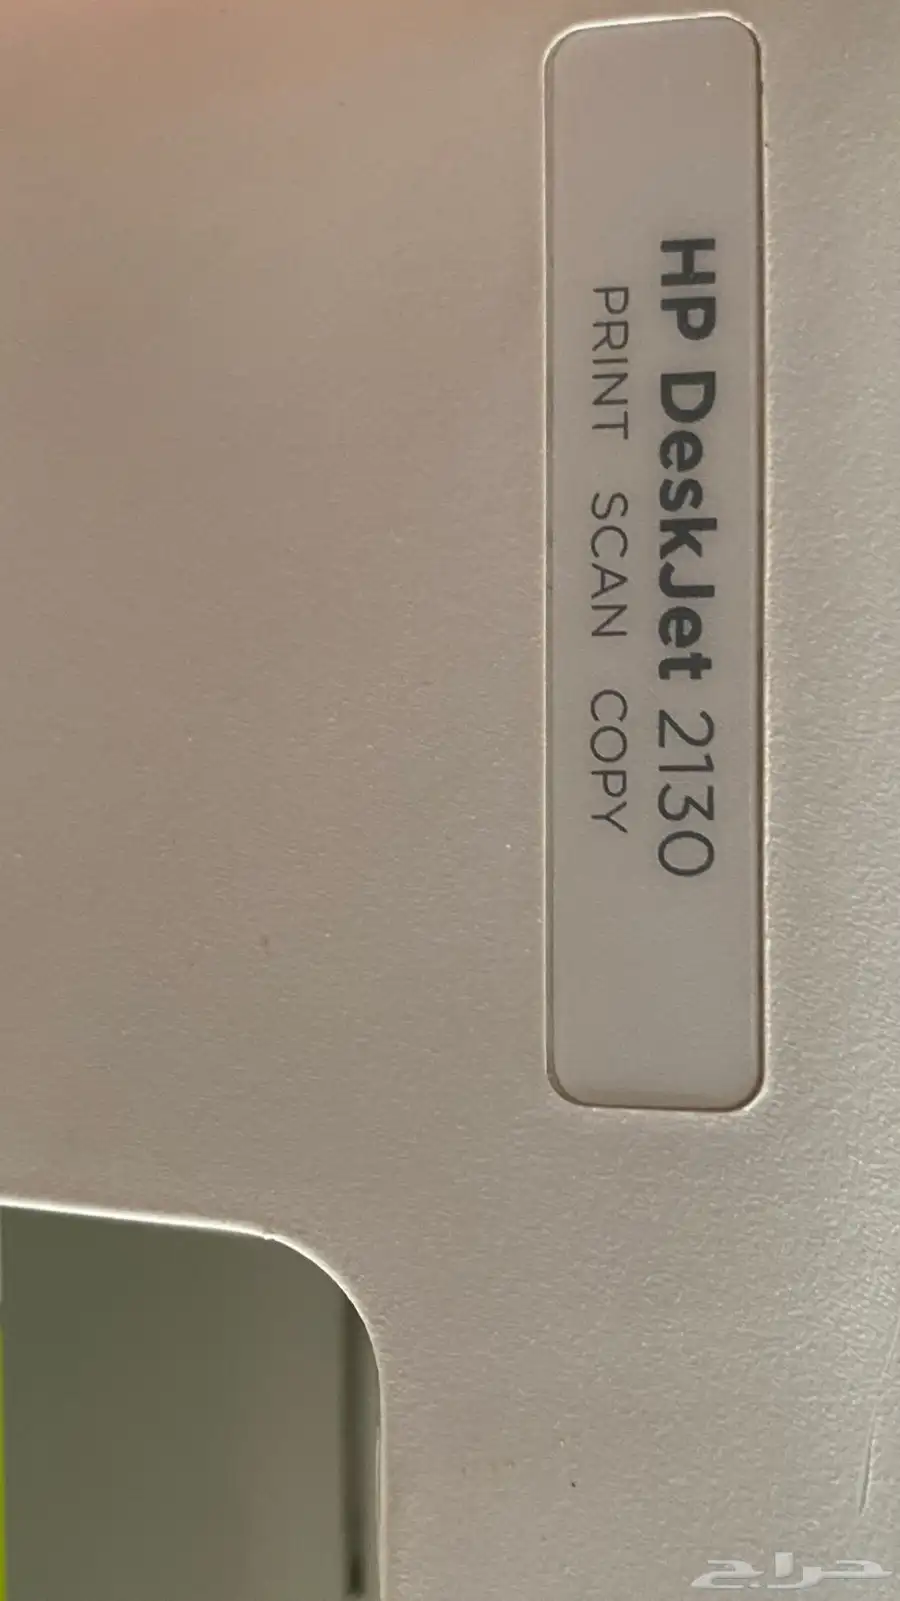 HP DeskJet 2130
PRINT SCAN COPY
حراج